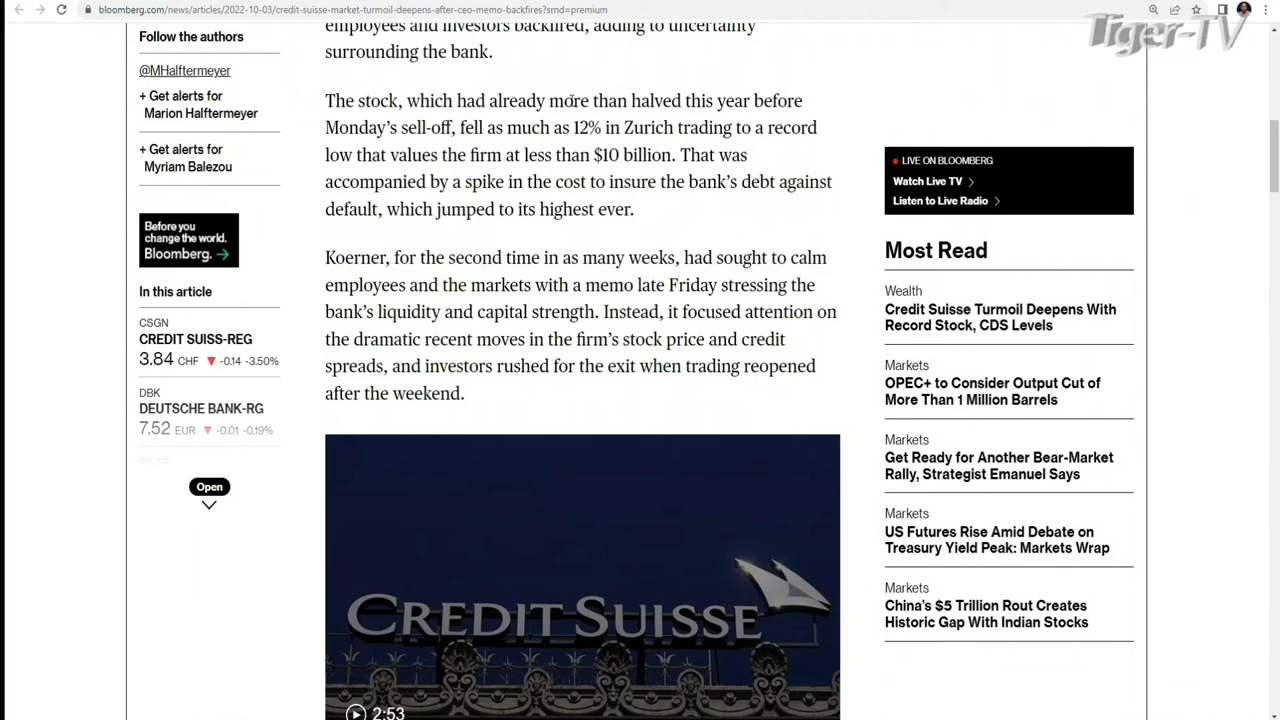 bloomberg.com/news/articles/2022-10-03/credit-suisse-market-turmoil-deepens-after-ceo-memo-backfires?srnd=premium
Tiger-TV
Follow the authors
@MHalftermeyer
+ Get alerts for
Marion Halftermeyer
+ Get alerts for
Myriam Balezou
Before you
change the world.
Bloomberg. →
In this article
CSGN
CREDIT SUISS-REG
3.84 CHF ▼ -0.14 -3.50%
DBK
DEUTSCHE BANK-RG
7.52 EUR ▼ -0.01 -0.19%
Open
employees and investors backfired, adding to uncertainty
surrounding the bank.
The stock, which had already more than halved this year before
Monday’s sell-off, fell as much as 12% in Zurich trading to a record
low that values the firm at less than $10 billion. That was
accompanied by a spike in the cost to insure the bank’s debt against
default, which jumped to its highest ever.
Koerner, for the second time in as many weeks, had sought to calm
employees and the markets with a memo late Friday stressing the
bank’s liquidity and capital strength. Instead, it focused attention on
the dramatic recent moves in the firm’s stock price and credit
spreads, and investors rushed for the exit when trading reopened
after the weekend.
CREDIT SUISSE
2:53
LIVE ON BLOOMBERG
Watch Live TV >
Listen to Live Radio >
Most Read
Wealth
Credit Suisse Turmoil Deepens With
Record Stock, CDS Levels
Markets
OPEC+ to Consider Output Cut of
More Than 1 Million Barrels
Markets
Get Ready for Another Bear-Market
Rally, Strategist Emanuel Says
Markets
US Futures Rise Amid Debate on
Treasury Yield Peak: Markets Wrap
Markets
China’s $5 Trillion Rout Creates
Historic Gap With Indian Stocks